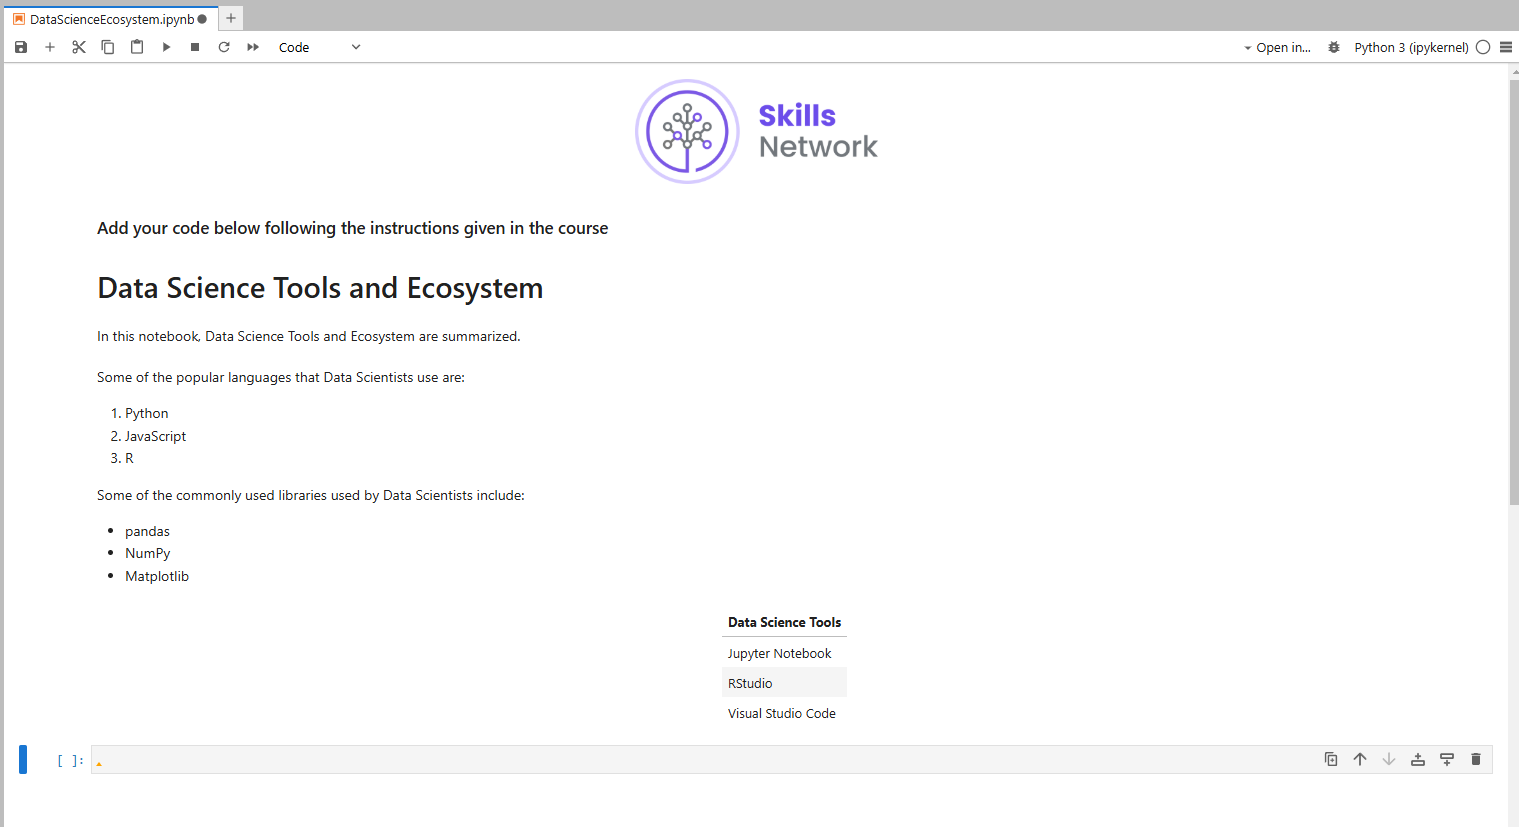 DataScienceEcosystem.ipynb
Code
Open in...
Python 3 (ipykernel)
Skills
Network
Add your code below following the instructions given in the course
Data Science Tools and Ecosystem
In this notebook, Data Science Tools and Ecosystem are summarized.
Some of the popular languages that Data Scientists use are:
1. Python
2. JavaScript
3. R
Some of the commonly used libraries used by Data Scientists include:
• pandas
• NumPy
• Matplotlib
Data Science Tools
Jupyter Notebook
RStudio
Visual Studio Code
[ ]: